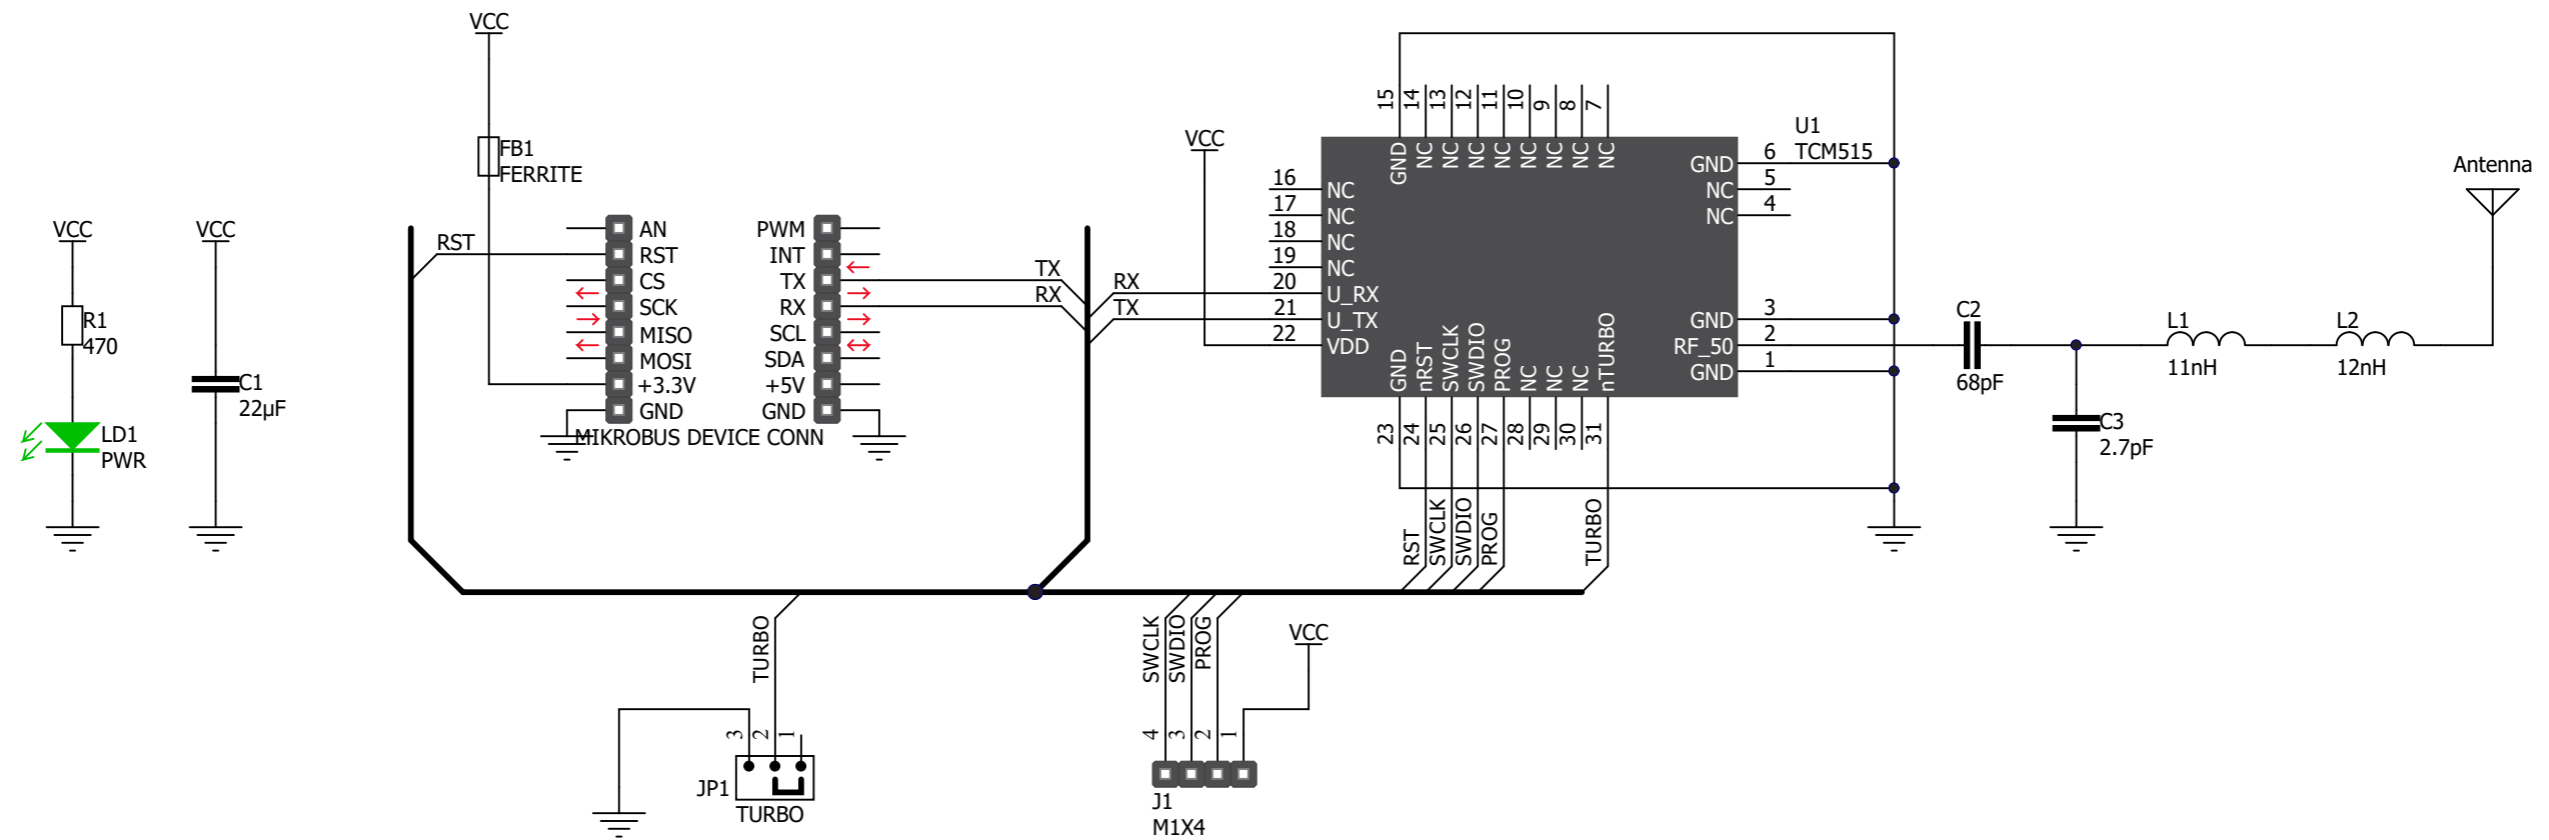 VCC
R1
470
LD1
PWR
VCC
C1
22µF
VCC
FB1
FERRITE
RST
AN
RST
CS
SCK
MISO
MOSI
+3.3V
GND
PWM
INT
TX
RX
SCL
SDA
+5V
GND
MIKROBUS DEVICE CONN
TX
RX
RX
TX
VCC
U1
TCM515
15
14
13
12
11
10
9
8
7
GND
NC
NC
NC
NC
NC
NC
NC
NC
16
NC
17
NC
18
NC
19
NC
20
U_RX
21
U_TX
22
VDD
GND
6
NC
5
NC
4
GND
3
RF_50
2
GND
1
GND
nRST
SWCLK
SWDIO
PROG
NC
NC
NC
nTURBO
23
24
25
26
27
28
29
30
31
RST
SWCLK
SWDIO
PROG
TURBO
C2
68pF
C3
2.7pF
L1
11nH
L2
12nH
Antenna
TURBO
3
2
1
JP1
TURBO
SWCLK
SWDIO
PROG
VCC
4
3
2
1
J1
M1X4